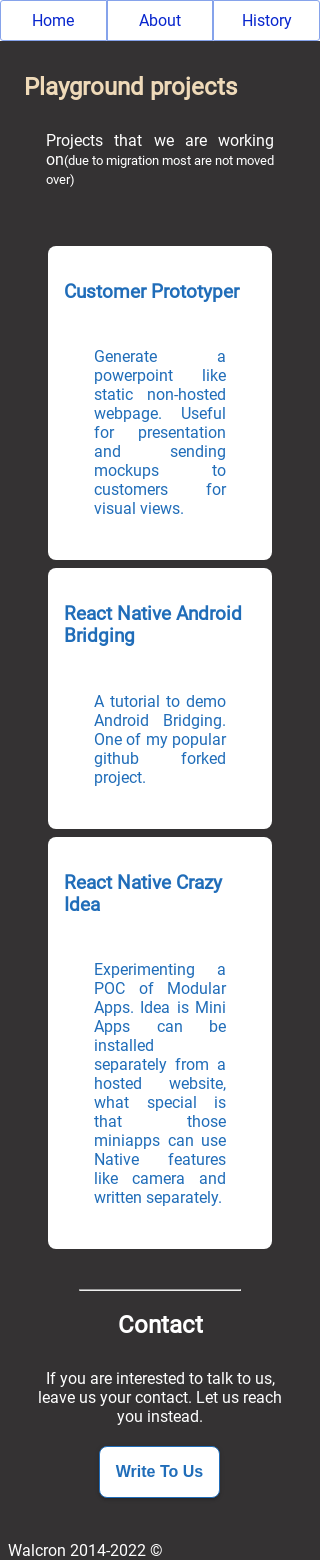 Home About History
Playground projects
Projects that we are working
on(due to migration most are not moved
over)
Customer Prototyper
Generate a
powerpoint like
static non-hosted
webpage. Useful
for presentation
and sending
mockups to
customers for
visual views.
React Native Android
Bridging
A tutorial to demo
Android Bridging.
One of my popular
github forked
project.
React Native Crazy
Idea
Experimenting a
POC of Modular
Apps. Idea is Mini
Apps can be
installed
separately from a
hosted website,
what special is
that those
miniapps can use
Native features
like camera and
written separately.
Contact
If you are interested to talk to us,
leave us your contact. Let us reach
you instead.
Write To Us
Walcron 2014-2022 ©